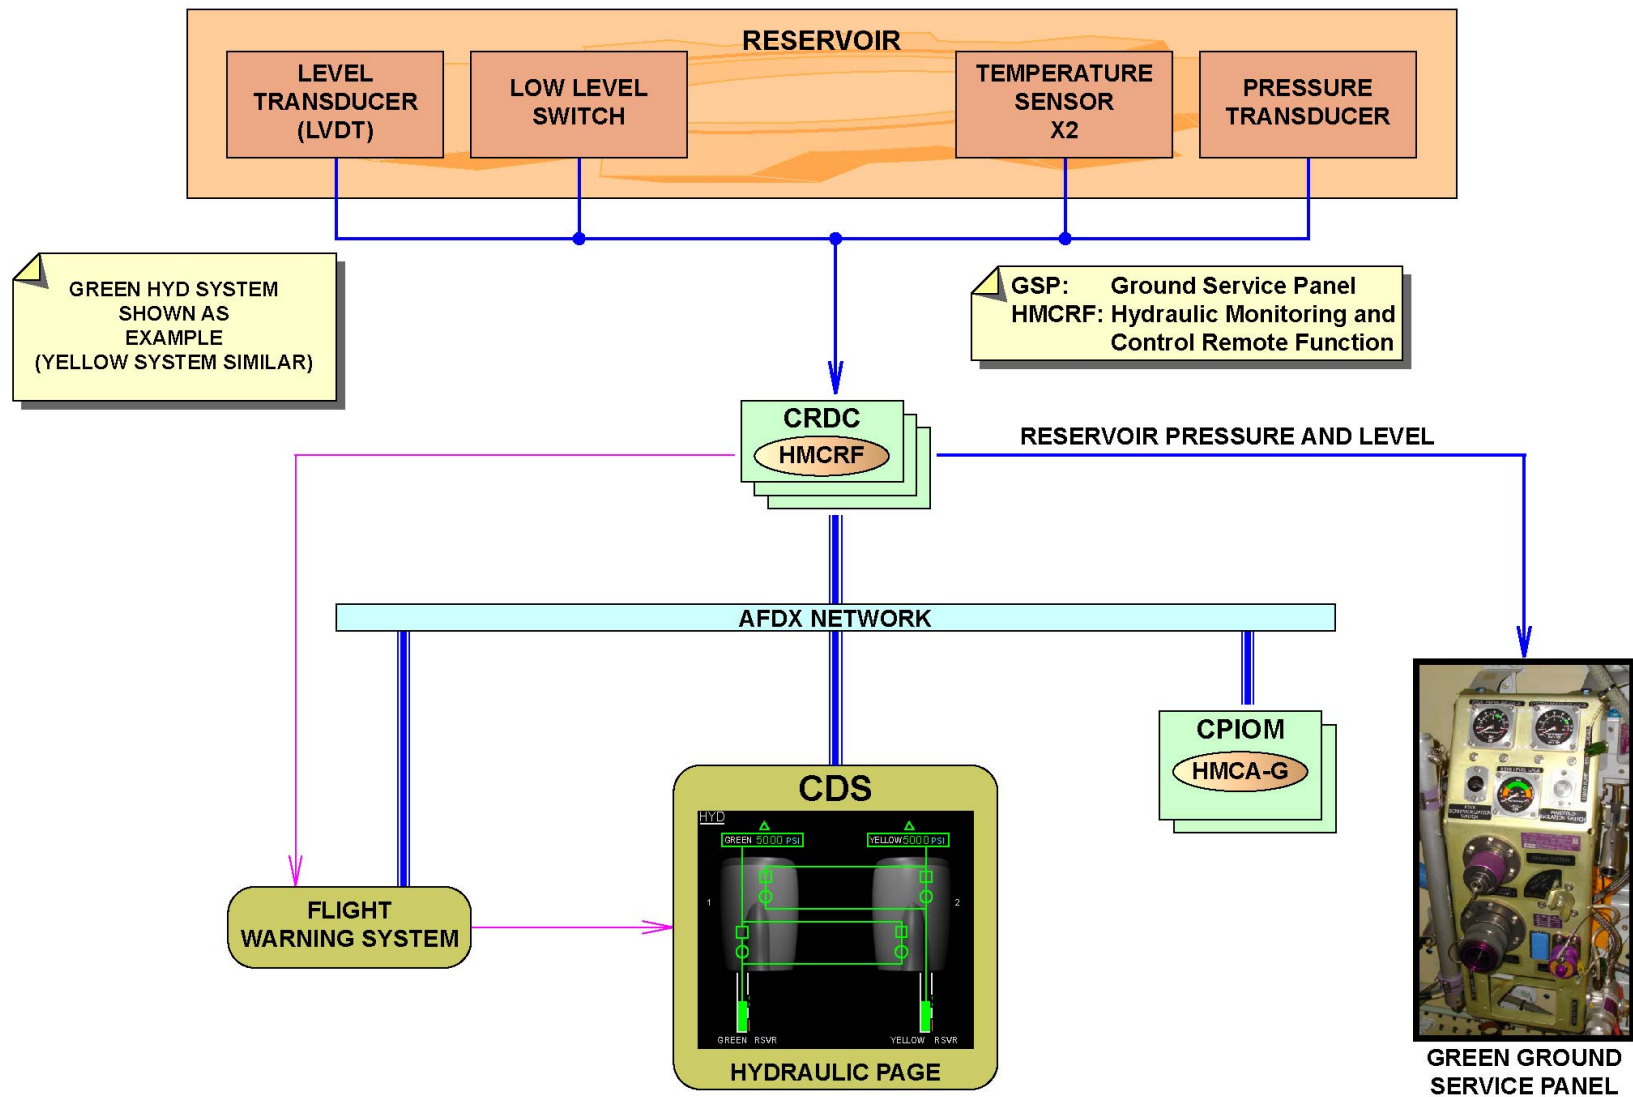 RESERVOIR
LEVEL
TRANSDUCER
(LVDT)
LOW LEVEL
SWITCH
TEMPERATURE
SENSOR
X2
PRESSURE
TRANSDUCER
GREEN HYD SYSTEM
SHOWN AS
EXAMPLE
(YELLOW SYSTEM SIMILAR)
GSP: Ground Service Panel
HMCRF: Hydraulic Monitoring and
Control Remote Function
CRDC
HMCRF
RESERVOIR PRESSURE AND LEVEL
AFDX NETWORK
CPIOM
HMCA-G
FLIGHT
WARNING SYSTEM
CDS
HYD
GREEN 5000 PSI
YELLOW 5000 PSI
1
2
GREEN RSVR
YELLOW RSVR
HYDRAULIC PAGE
GREEN GROUND
SERVICE PANEL